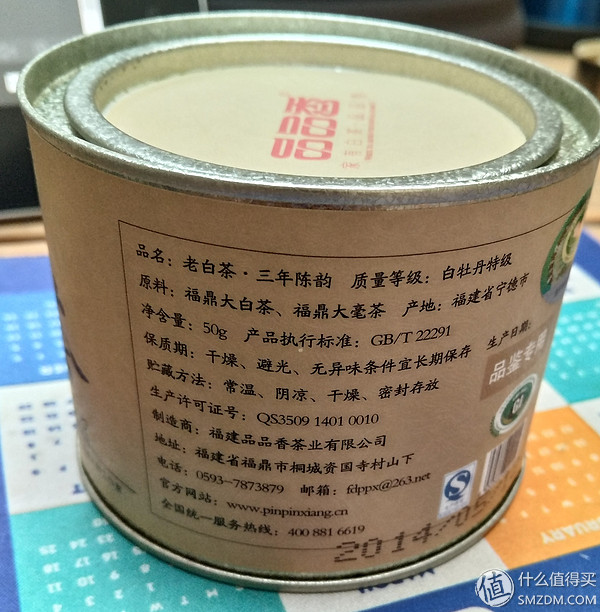 品品香
品名：老白茶·三年陈韵 质量等级：白牡丹特级
原料：福鼎大白茶、福鼎大毫茶 产地：福建省宁德市
净含量：50g 产品执行标准：GB/T 22291
生产日期：
保质期：干燥、避光、无异味条件宜长期保存
品鉴专用
贮藏方法：常温、阴凉、干燥、密封存放
生产许可证号：QS3509 1401 0010
制造商：福建品品香茶业有限公司
地址：福建省福鼎市桐城资国寺村山下
电话：0593-7873879 邮箱：fdppx@263.net
官方网站：www.pinpinxiang.cn
全国统一服务热线：400 881 6619
2014/05
值 什么值得买
SMZDM.COM